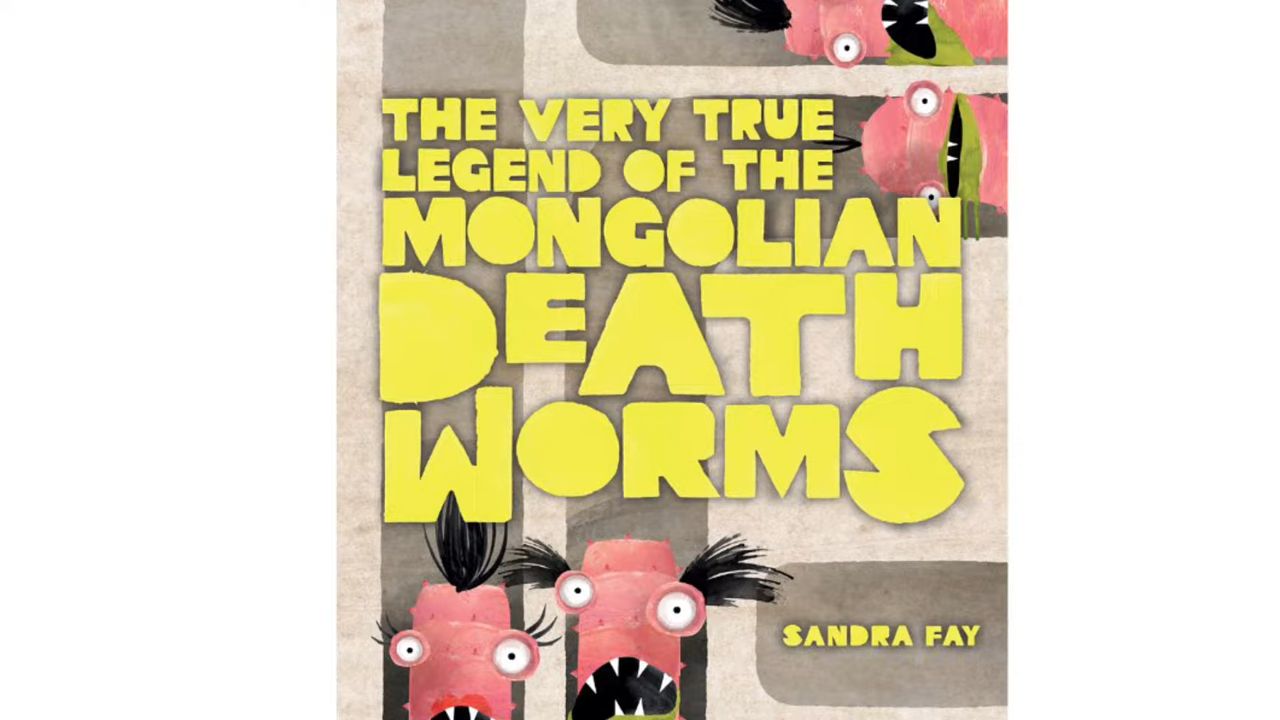 THE VERY TRUE
LEGEND OF THE
MONGOLIAN
DEATH
WORMS
SANDRA FAY